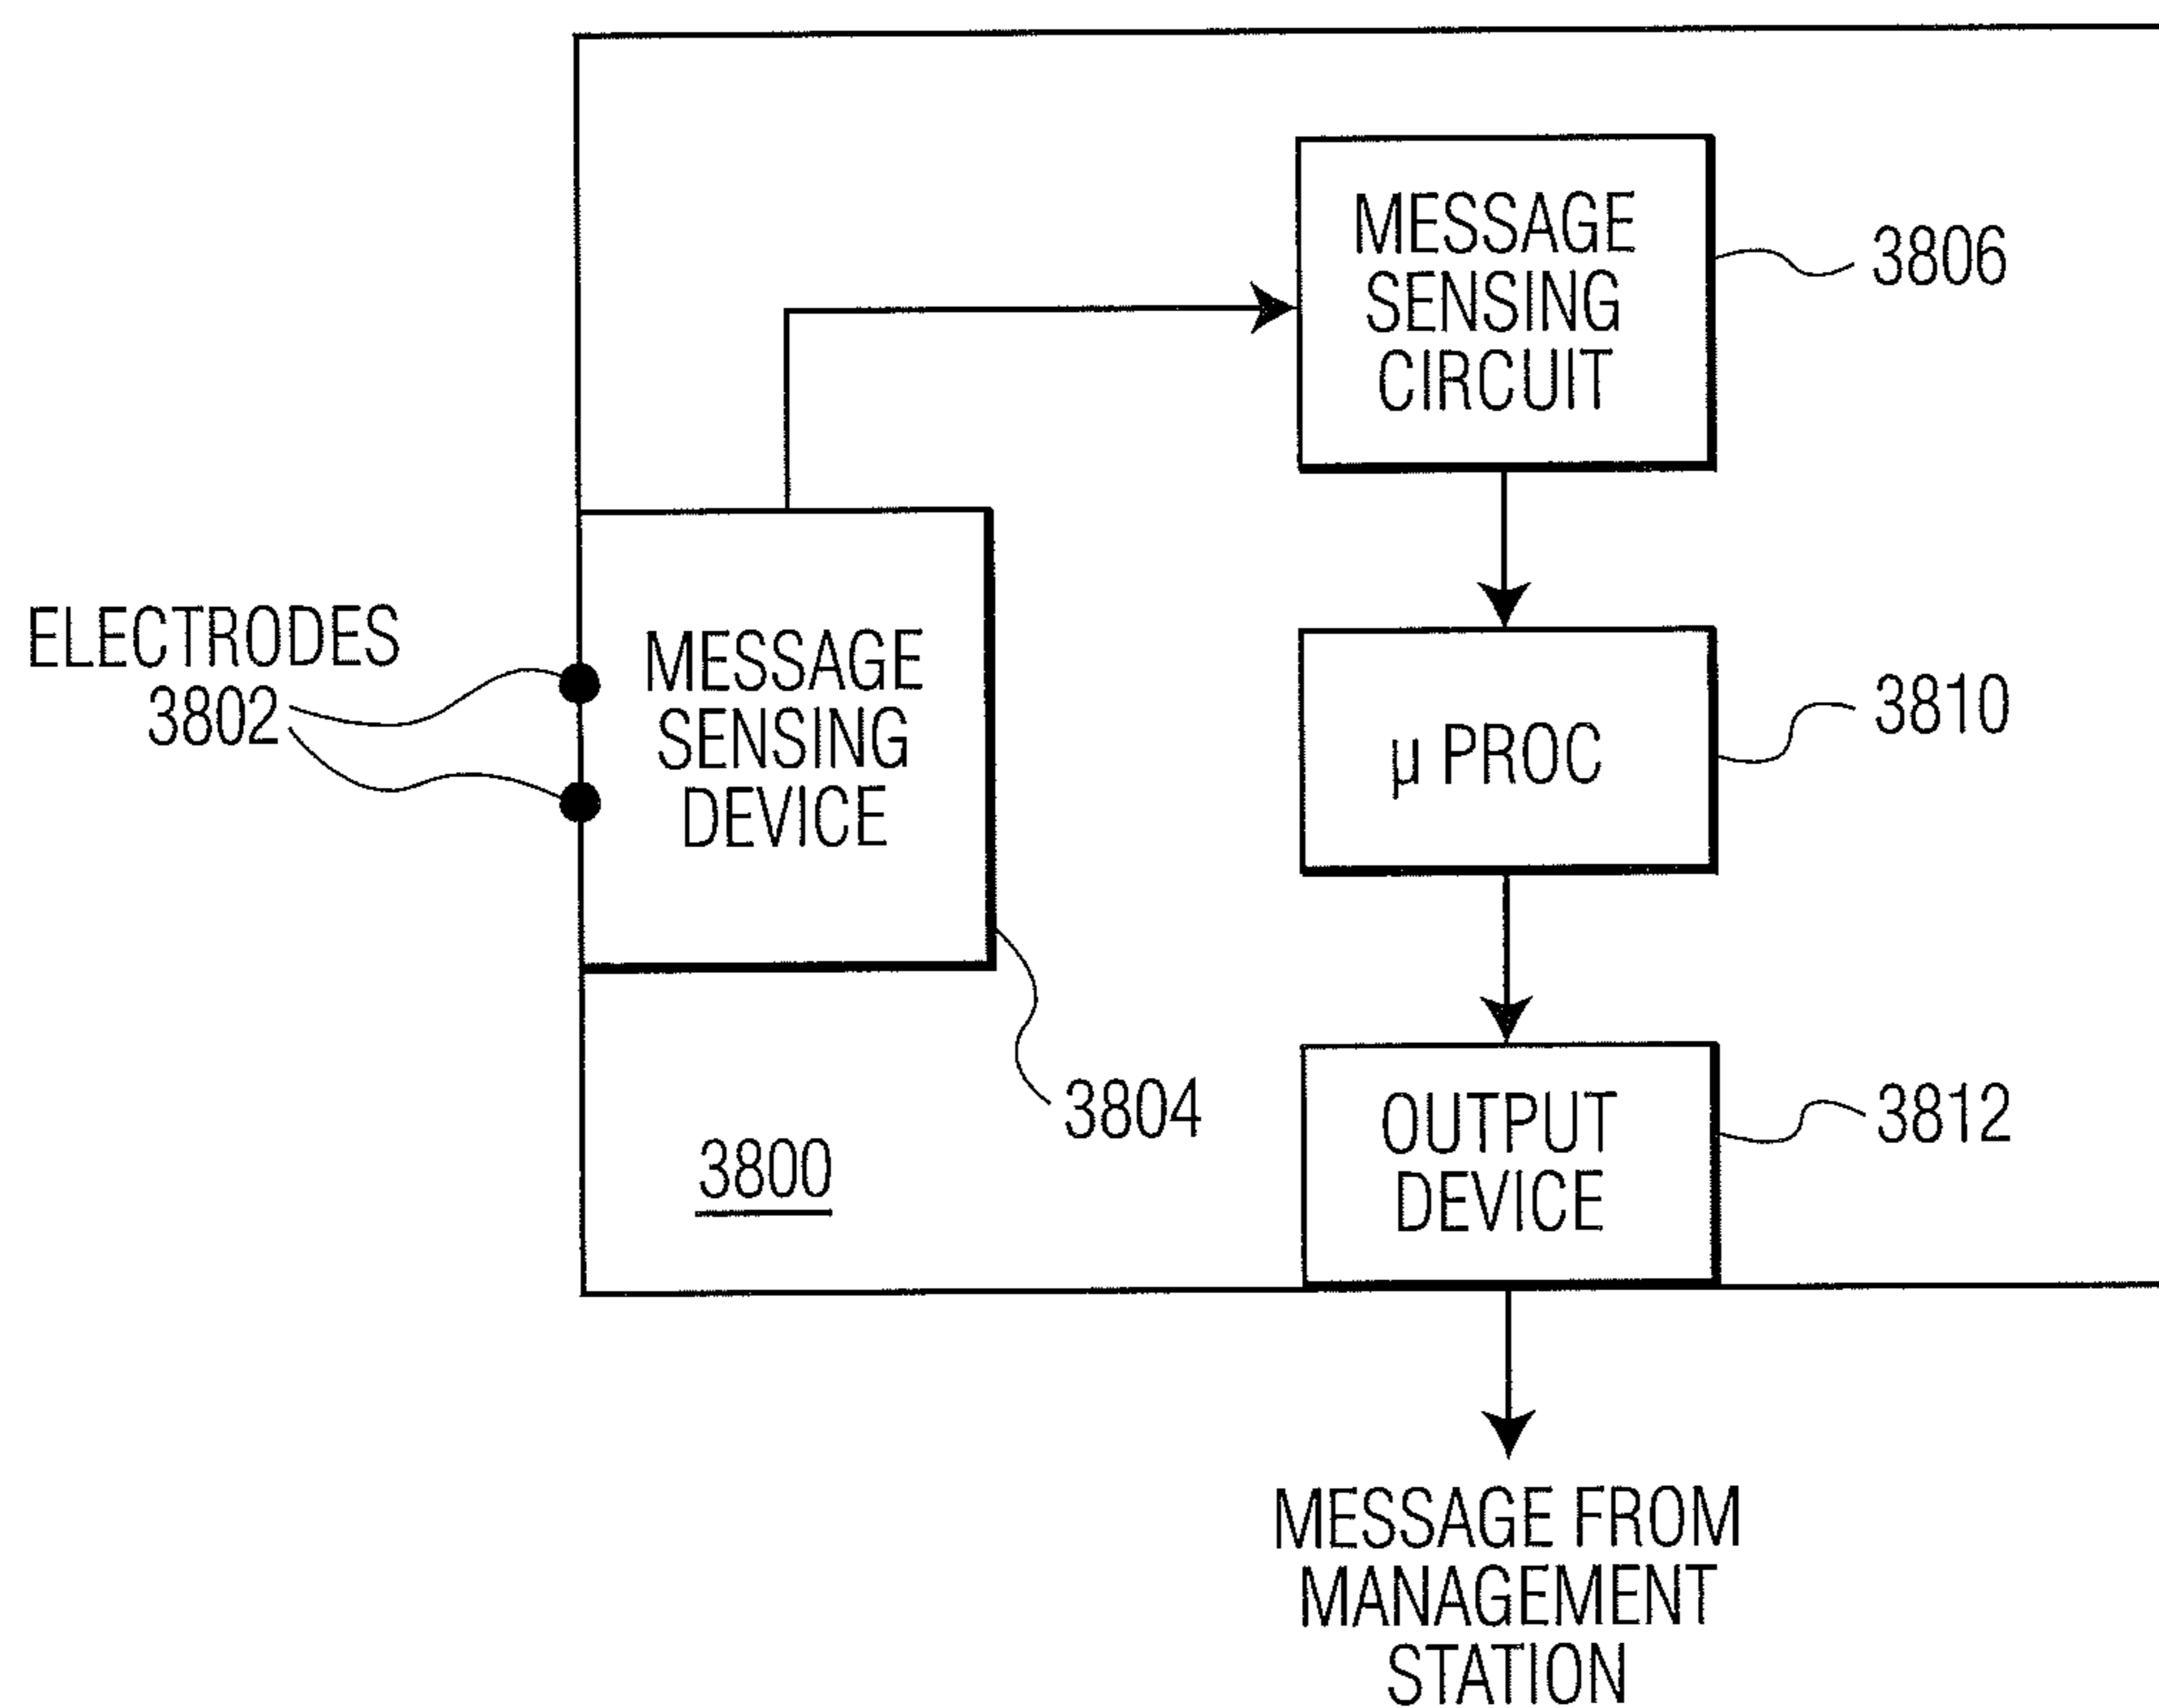 MESSAGE
SENSING
CIRCUIT
3806
ELECTRODES
3802
MESSAGE
SENSING
DEVICE
µ PROC
3810
3804
3800
OUTPUT
DEVICE
3812
MESSAGE FROM
MANAGEMENT
STATION